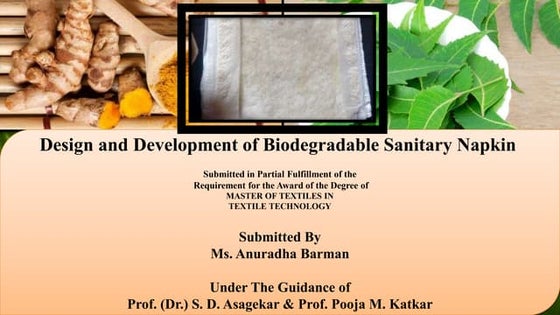 Design and Development of Biodegradable Sanitary Napkin
Submitted in Partial Fulfillment of the
Requirement for the Award of the Degree of
MASTER OF TEXTILES IN
TEXTILE TECHNOLOGY
Submitted By
Ms. Anuradha Barman
Under The Guidance of
Prof. (Dr.) S. D. Asagekar & Prof. Pooja M. Katkar